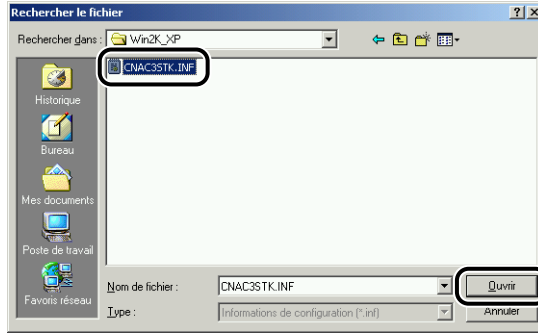 Rechercher le fichier
Rechercher dans : Win2K_XP
CNAC3STK.INF
Historique
Bureau
Mes documents
Poste de travail
Favoris réseau
Nom de fichier : CNAC3STK.INF Ouvrir
Type : Informations de configuration (*.inf) Annuler